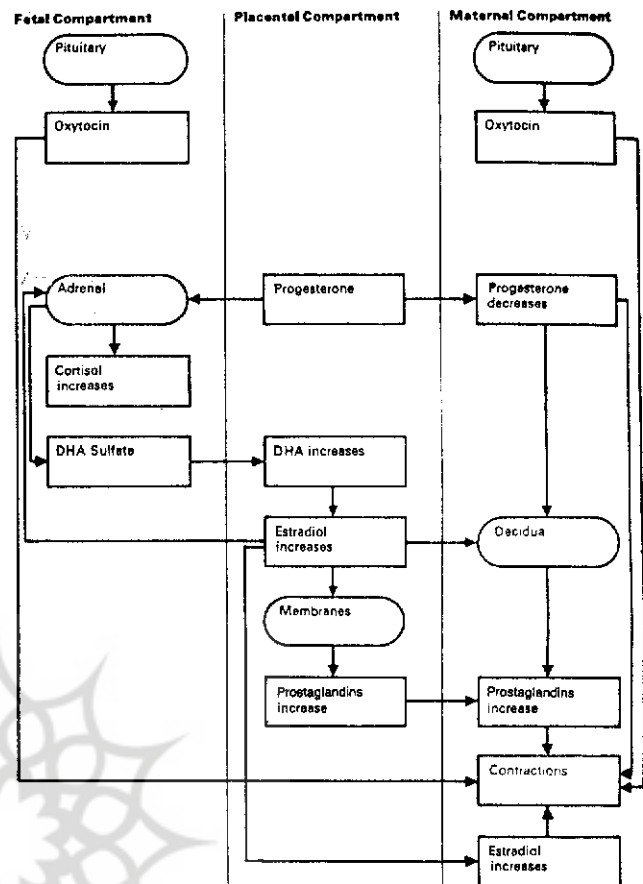 Fetal Compartment
Placental Compartment
Maternal Compartment
Pituitary
Pituitary
Oxytocin
Oxytocin
Adrenal
Progesterone
Progesterone
decreases
Cortisol
increases
DHA Sulfate
DHA increases
Estradiol
increases
Decidua
Membranes
Prostaglandins
increase
Prostaglandins
increase
Contractions
Estradiol
increases